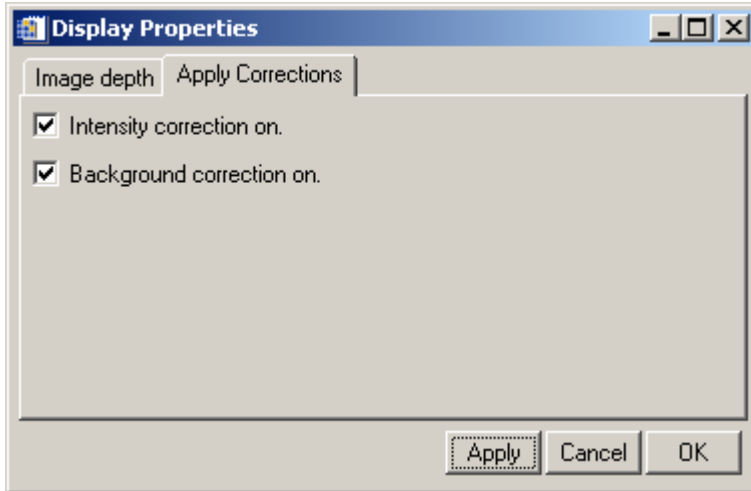 Display Properties
Image depth Apply Corrections
Intensity correction on.
Background correction on.
Apply Cancel OK